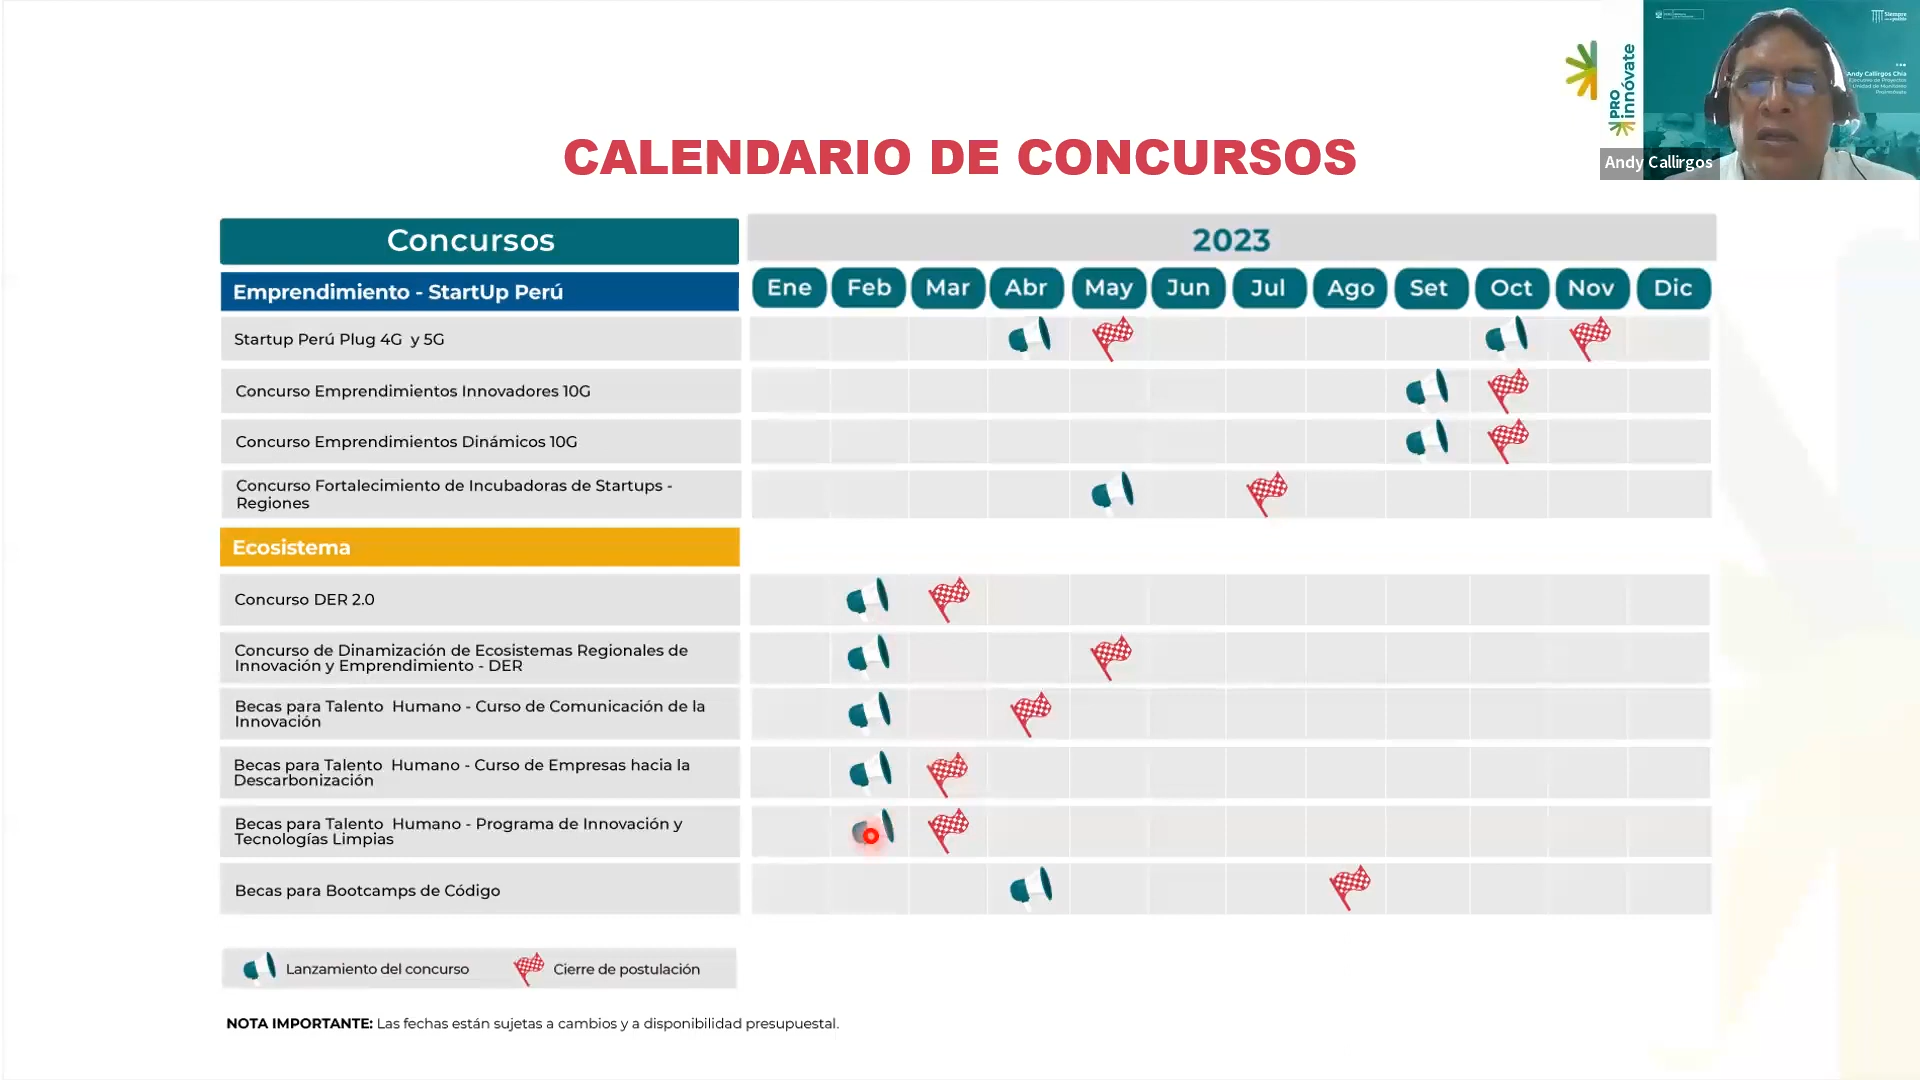 PRO
innóvate
Siempre
Andy Callirgos Chia
Andy Callirgos
CALENDARIO DE CONCURSOS
Concursos
2023
Emprendimiento - StartUp Perú
Ene Feb Mar Abr May Jun Jul Ago Set Oct Nov Dic
Startup Perú Plug 4G y 5G
Concurso Emprendimientos Innovadores 10G
Concurso Emprendimientos Dinámicos 10G
Concurso Fortalecimiento de Incubadoras de Startups -
Regiones
Ecosistema
Concurso DER 2.0
Concurso de Dinamización de Ecosistemas Regionales de
Innovación y Emprendimiento - DER
Becas para Talento Humano - Curso de Comunicación de la
Innovación
Becas para Talento Humano - Curso de Empresas hacia la
Descarbonización
Becas para Talento Humano - Programa de Innovación y
Tecnologías Limpias
Becas para Bootcamps de Código
Lanzamiento del concurso
Cierre de postulación
NOTA IMPORTANTE: Las fechas están sujetas a cambios y a disponibilidad presupuestal.